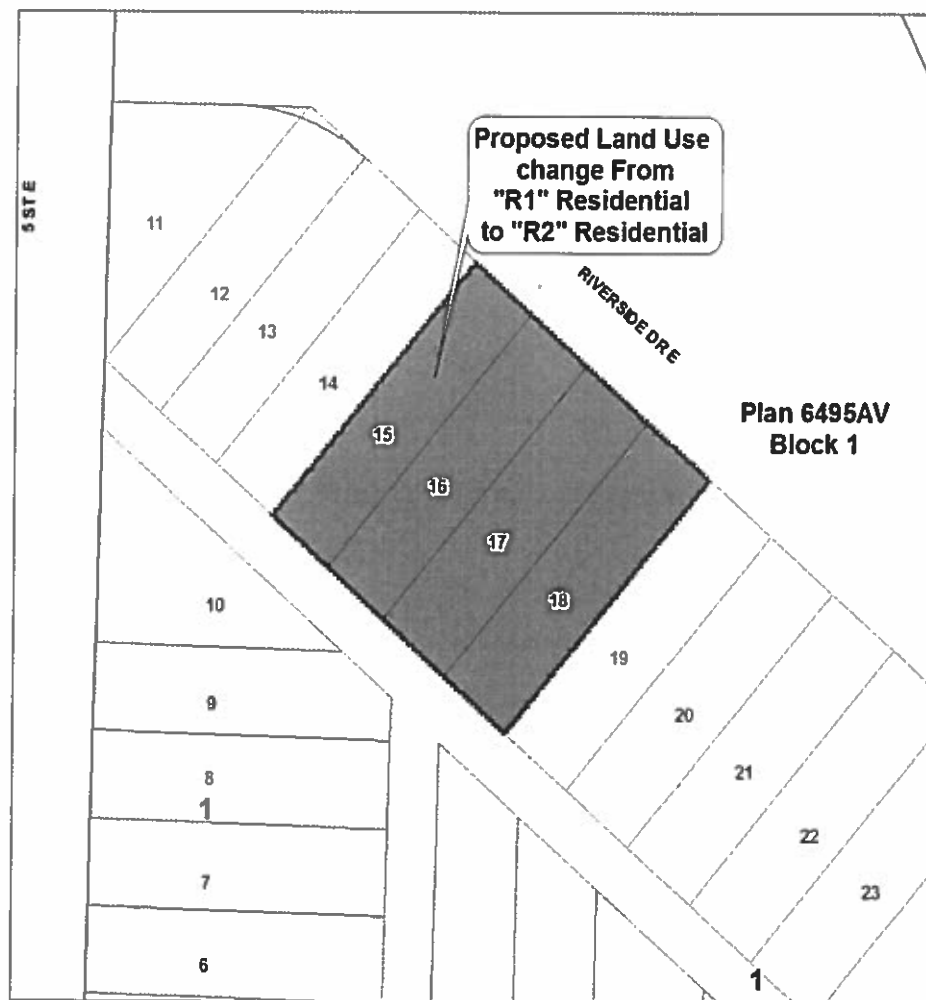 Proposed Land Use
change From
"R1" Residential
to "R2" Residential
5 ST E
11
12
13
14
15
16
17
18
RIVERSIDE DR E
Plan 6495AV
Block 1
19
20
21
22
23
10
9
8
1
7
6
1